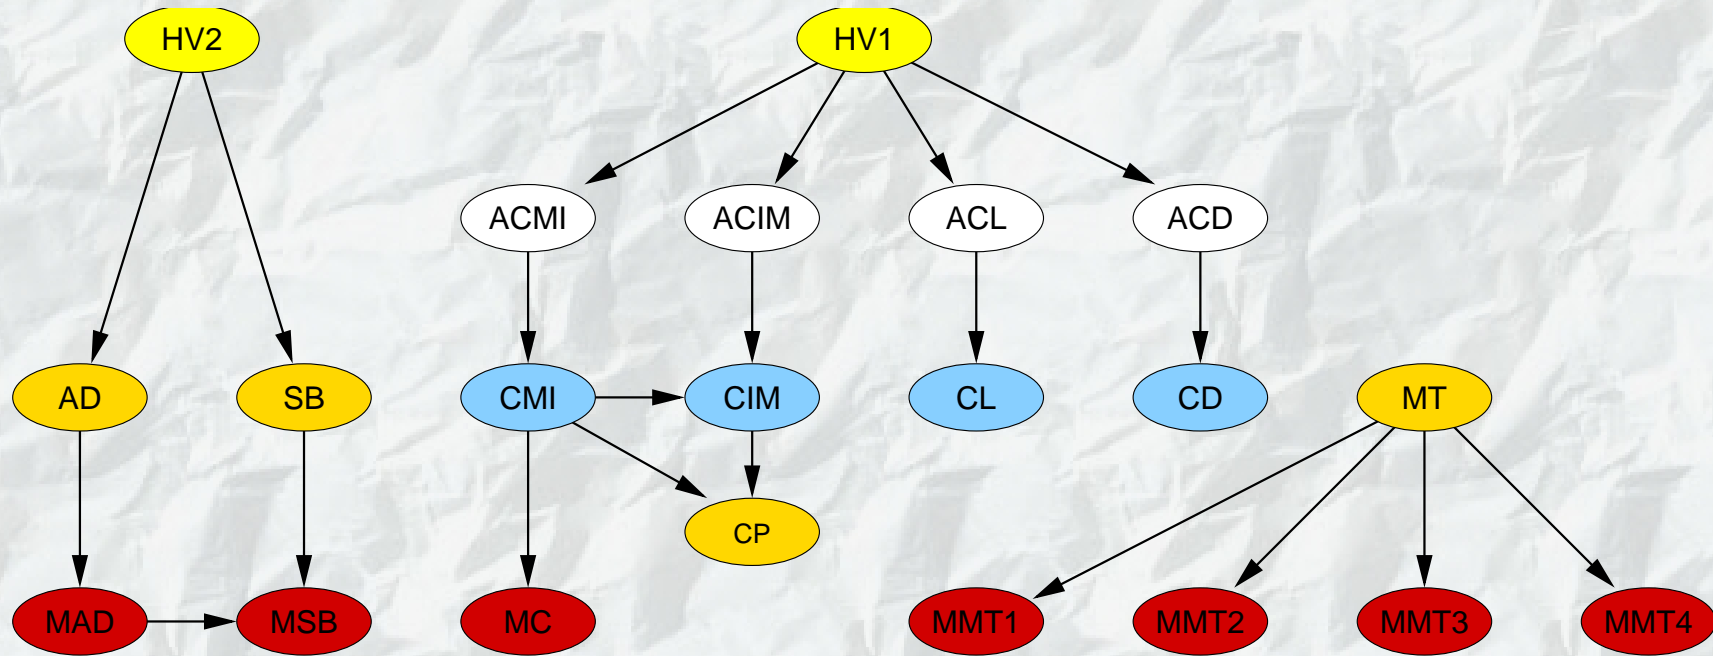 HV2 HV1
ACMI ACIM ACL ACD
AD SB CMI CIM CL CD MT
CP
MAD MSB MC MMT1 MMT2 MMT3 MMT4